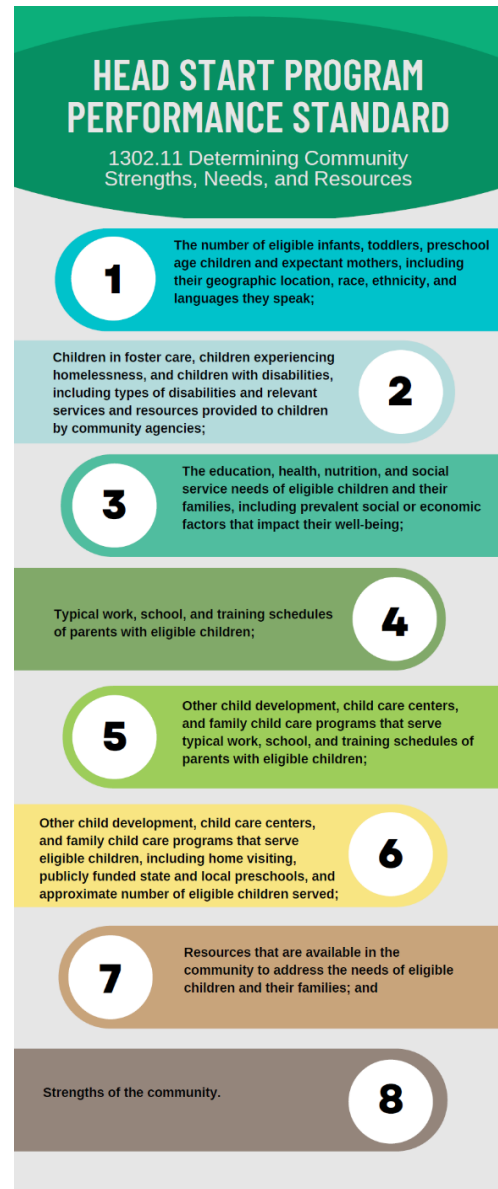 HEAD START PROGRAM
PERFORMANCE STANDARD
1302.11 Determining Community
Strengths, Needs, and Resources
1
The number of eligible infants, toddlers, preschool
age children and expectant mothers, including
their geographic location, race, ethnicity, and
languages they speak;
Children in foster care, children experiencing
homelessness, and children with disabilities,
including types of disabilities and relevant
services and resources provided to children
by community agencies;
2
3
The education, health, nutrition, and social
service needs of eligible children and their
families, including prevalent social or economic
factors that impact their well-being;
Typical work, school, and training schedules
of parents with eligible children;
4
5
Other child development, child care centers,
and family child care programs that serve
typical work, school, and training schedules of
parents with eligible children;
Other child development, child care centers,
and family child care programs that serve
eligible children, including home visiting,
publicly funded state and local preschools, and
approximate number of eligible children served;
6
7
Resources that are available in the
community to address the needs of eligible
children and their families; and
Strengths of the community.
8